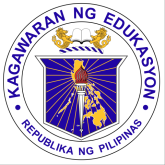 KAGAWARAN NG EDUKASYON
REPUBLIKA NG PILIPINAS